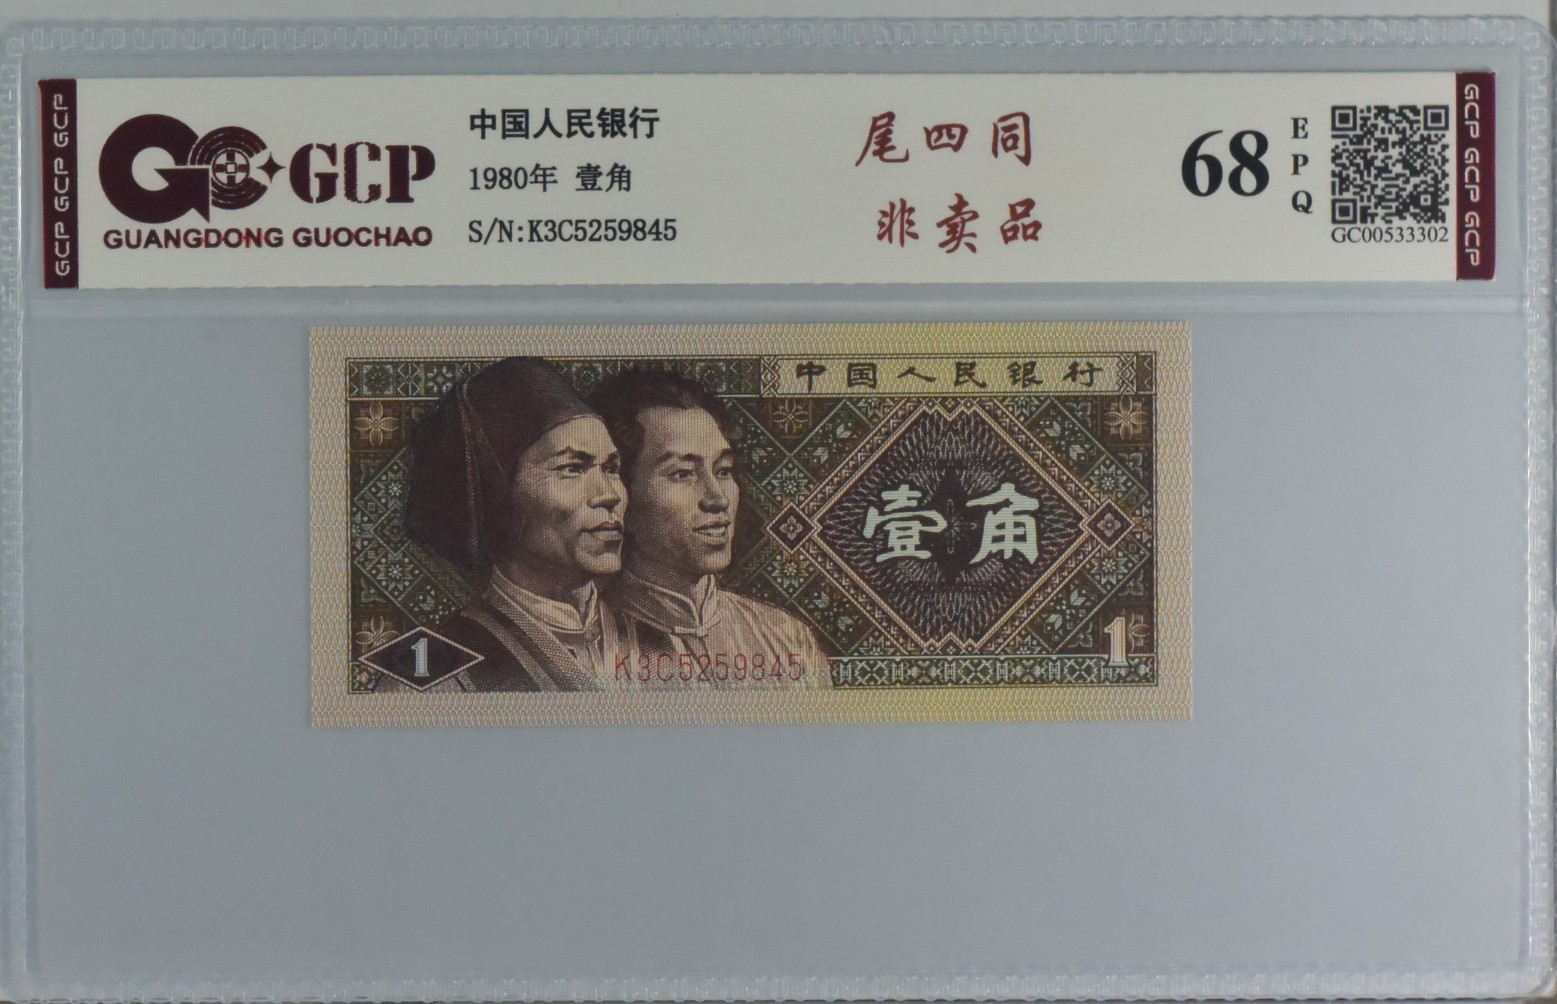 GCP GCP GCP
GCP
GUANGDONG GUOCHAO
中国人民银行
1980年 壹角
S/N:K3C5259845
尾四同
非卖品
68
E
P
Q
GC00533302
GCP GCP GCP
中国人民银行
壹角
1
1
K3C5259845